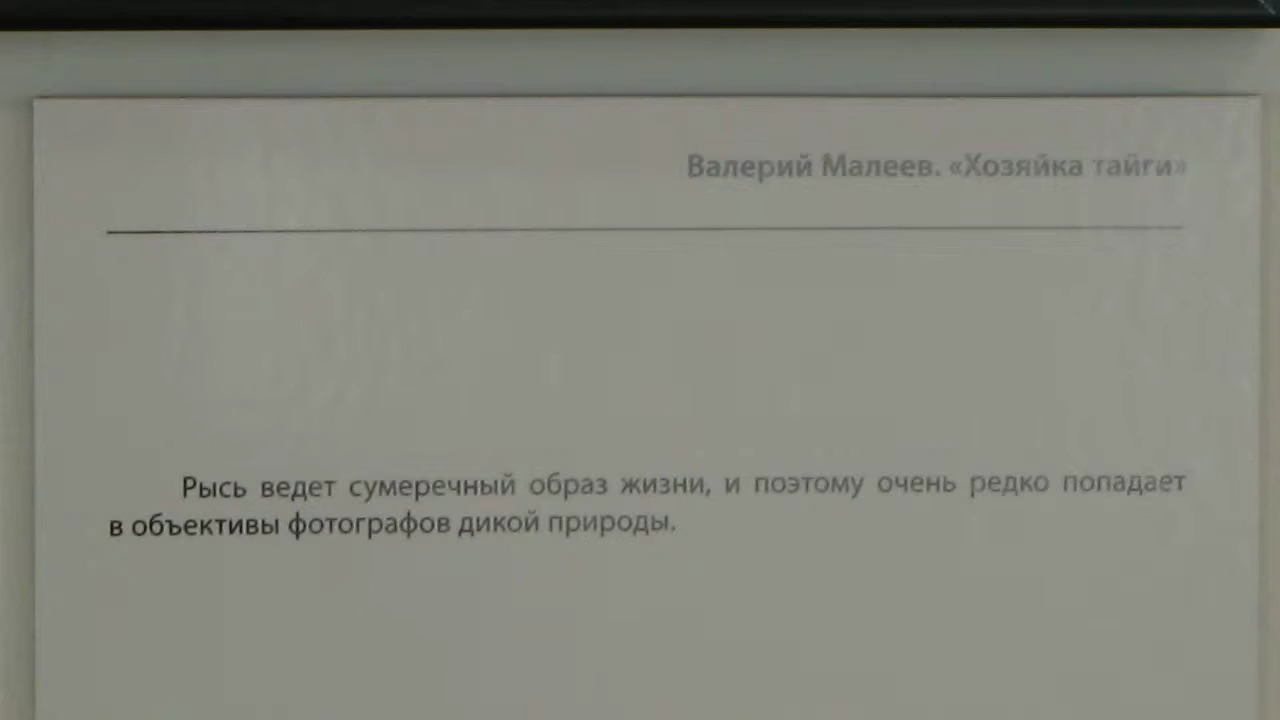 Валерий Малеев. «Хозяйка тайги»
Рысь ведет сумеречный образ жизни, и поэтому очень редко попадает
в объективы фотографов дикой природы.